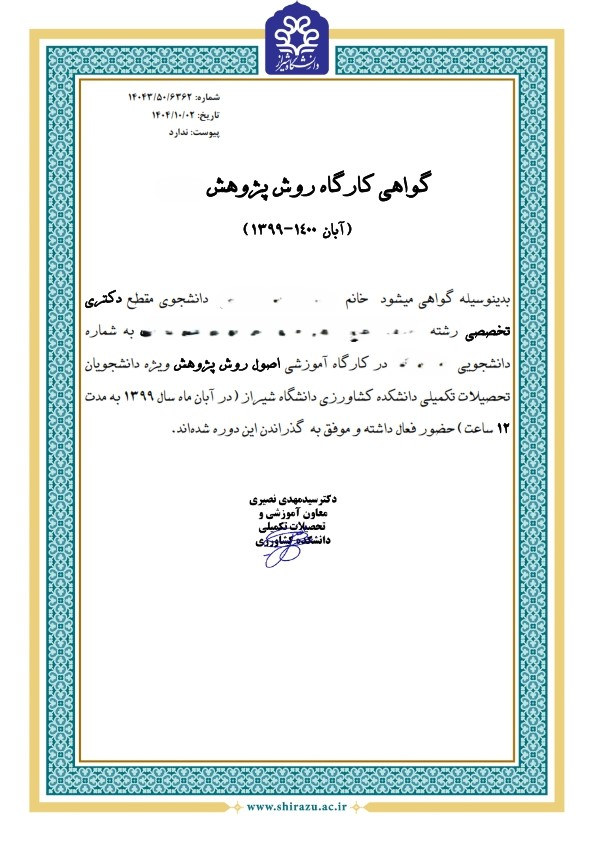 دانشگاه شیراز
شماره: ۱۴۰۴۳/۵۰/۶۳۶۲
تاریخ: ۱۴۰۴/۱۰/۰۲
پیوست: ندارد
گواهی کارگاه روش پژوهش
(آبان ۱۴۰۰-۱۳۹۹)
بدینوسیله گواهی میشود خانم دانشجوی مقطع دکتری
تخصصی رشته به شماره
دانشجویی در کارگاه آموزشی اصول روش پژوهش ویژه دانشجویان
تحصیلات تکمیلی دانشکده کشاورزی دانشگاه شیراز (در آبان ماه سال ۱۳۹۹ به مدت
۱۲ ساعت) حضور فعال داشته و موفق به گذراندن این دوره شده‌اند.
دکتر سیدمهدی نصیری
معاون آموزشی و
تحصیلات تکمیلی
دانشکده کشاورزی
www.shirazu.ac.ir